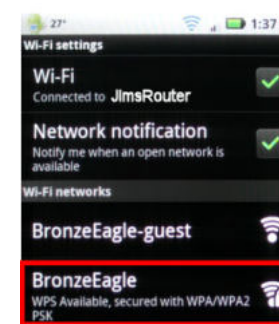 27°
1:37
Wi-Fi settings
Wi-Fi
Connected to JimsRouter
Network notification
Notify me when an open network is
available
Wi-Fi networks
BronzeEagle-guest
BronzeEagle
WPS Available, secured with WPA/WPA2
PSK